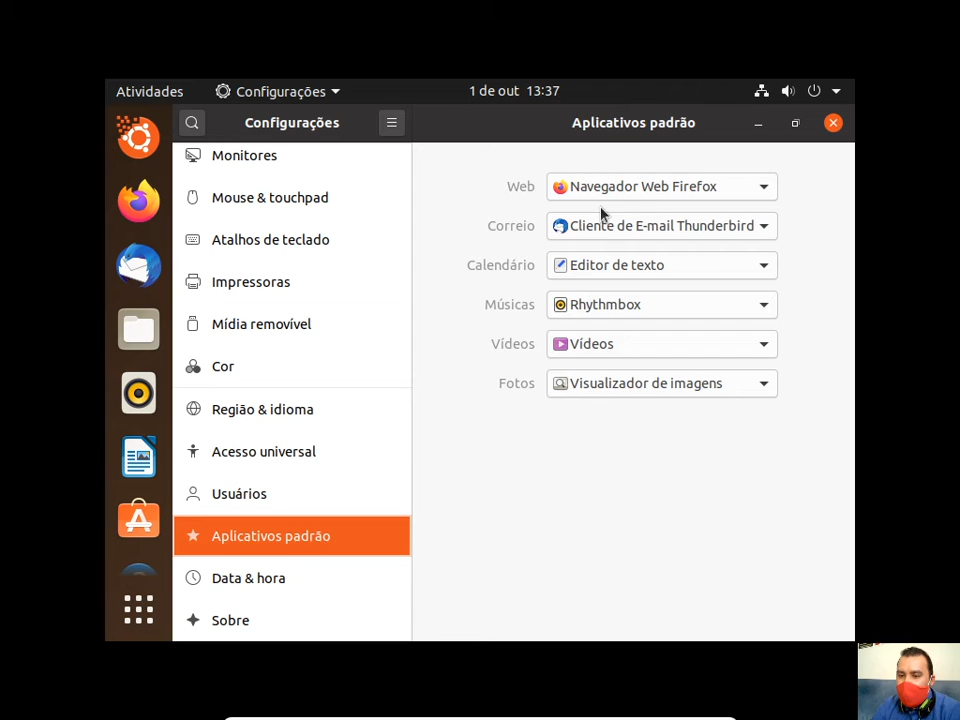 Atividades Configurações 1 de out 13:37
Configurações Aplicativos padrão
Monitores
Mouse & touchpad
Atalhos de teclado
Impressoras
Mídia removível
Cor
Região & idioma
Acesso universal
Usuários
Aplicativos padrão
Data & hora
Sobre
Web Navegador Web Firefox
Correio Cliente de E-mail Thunderbird
Calendário Editor de texto
Músicas Rhythmbox
Vídeos Vídeos
Fotos Visualizador de imagens